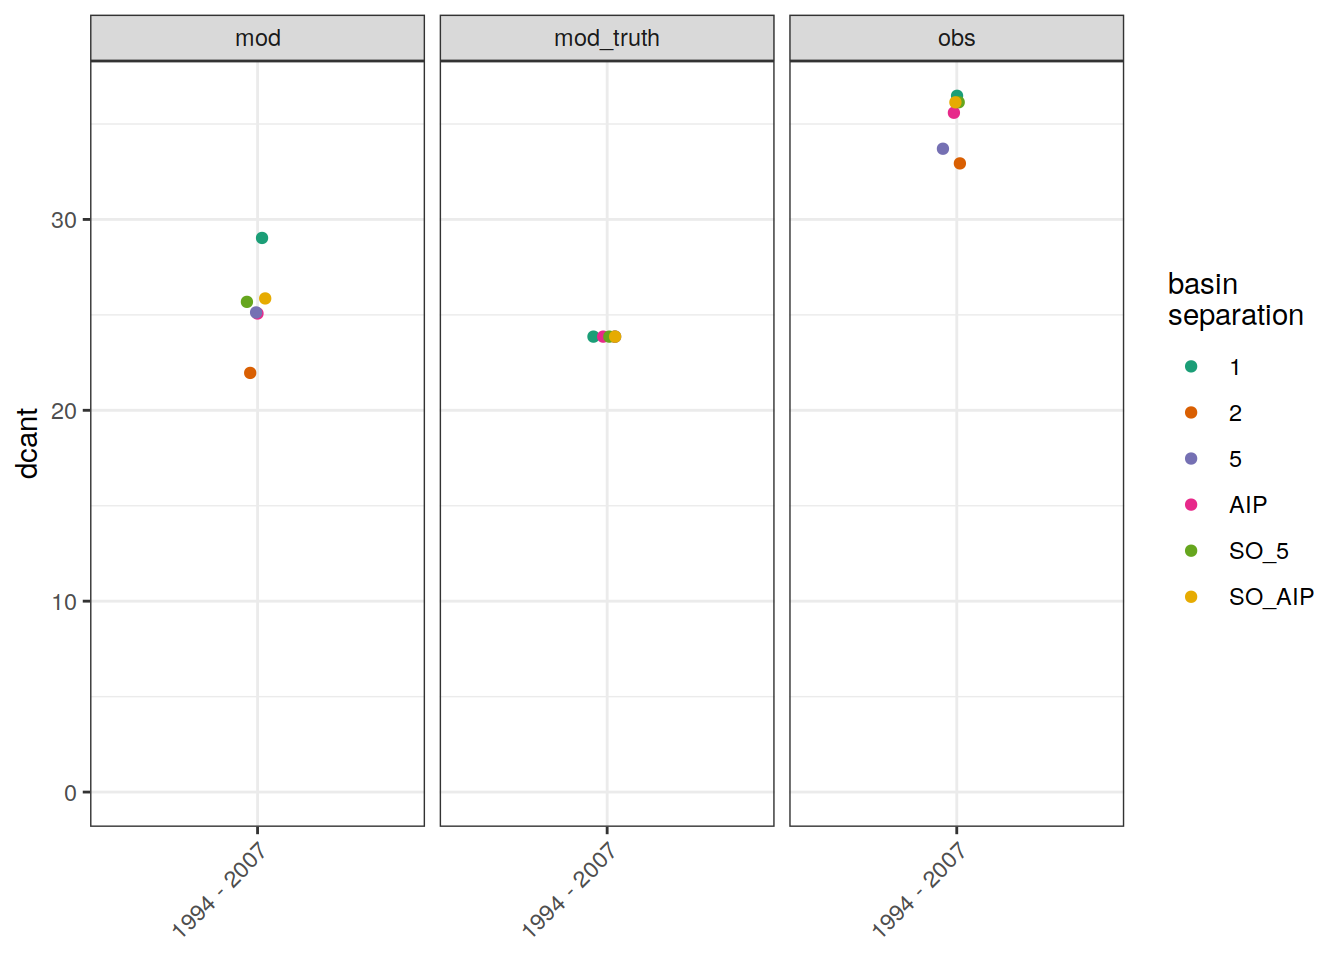 mod
mod_truth
obs
dcant
30
20
10
0
1994 - 2007
1994 - 2007
1994 - 2007
basin
separation
1
2
5
AIP
SO_5
SO_AIP